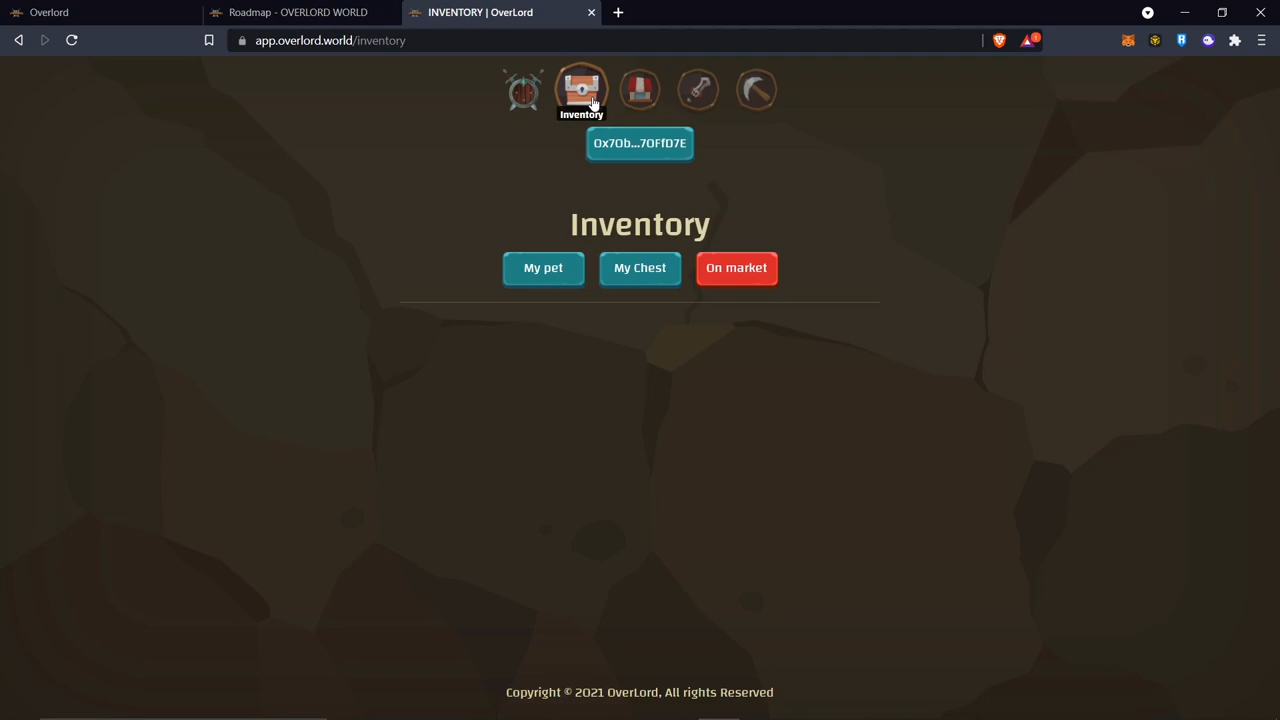 Overlord
Roadmap - OVERLORD WORLD
INVENTORY | OverLord
app.overlord.world/inventory
1
Inventory
0x70b...70FfD7E
Inventory
My pet
My Chest
On market
Copyright © 2021 OverLord, All rights Reserved